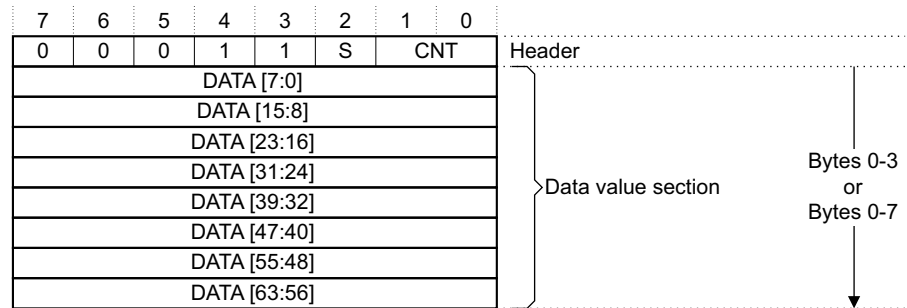 7 6 5 4 3 2 1 0
0 0 0 1 1 S CNT Header
DATA [7:0]
DATA [15:8]
DATA [23:16]
DATA [31:24]
DATA [39:32]
DATA [47:40]
DATA [55:48]
DATA [63:56]
Data value section
Bytes 0-3
or
Bytes 0-7